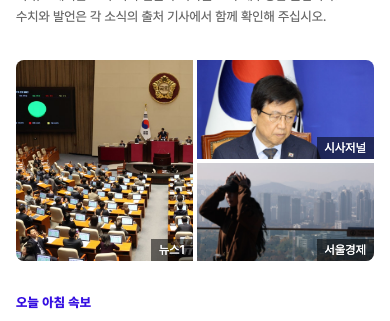 수치와 발언은 각 소식의 출처 기사에서 함께 확인해 주십시오.
시사저널
뉴스1
서울경제
오늘 아침 속보